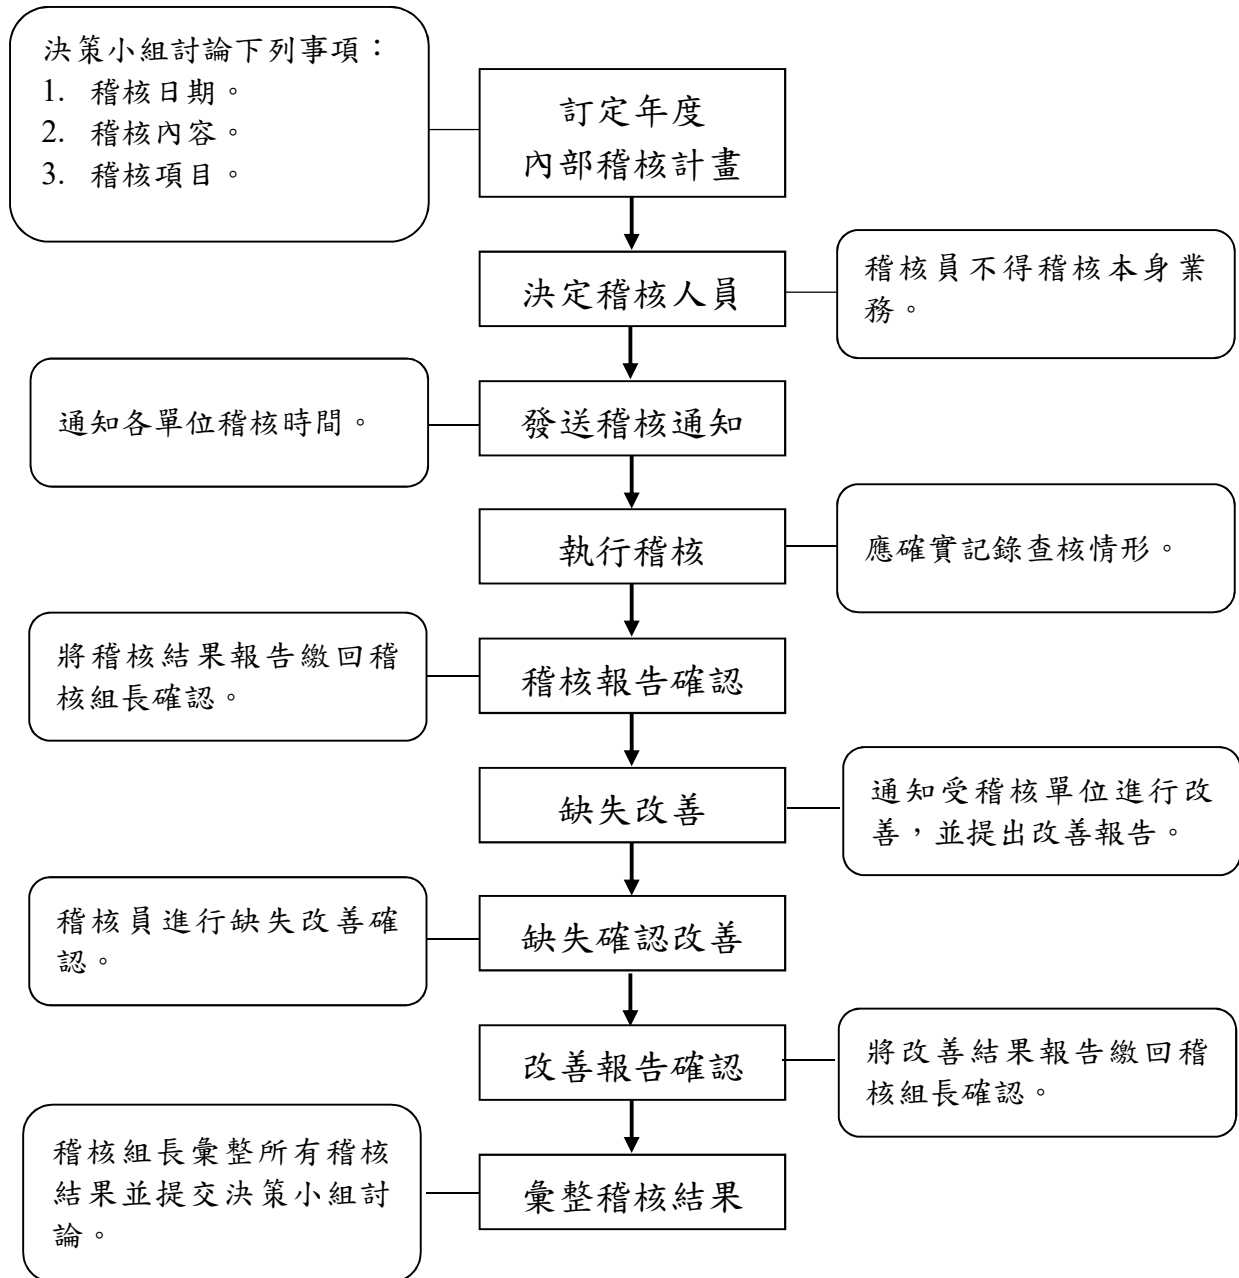 決策小組討論下列事項：
1. 稽核日期。
2. 稽核內容。
3. 稽核項目。
訂定年度
內部稽核計畫
決定稽核人員
稽核員不得稽核本身業
務。
通知各單位稽核時間。
發送稽核通知
執行稽核
應確實記錄查核情形。
將稽核結果報告繳回稽
核組長確認。
稽核報告確認
缺失改善
通知受稽核單位進行改
善，並提出改善報告。
稽核員進行缺失改善確
認。
缺失確認改善
改善報告確認
將改善結果報告繳回稽
核組長確認。
稽核組長彙整所有稽核
結果並提交決策小組討
論。
彙整稽核結果